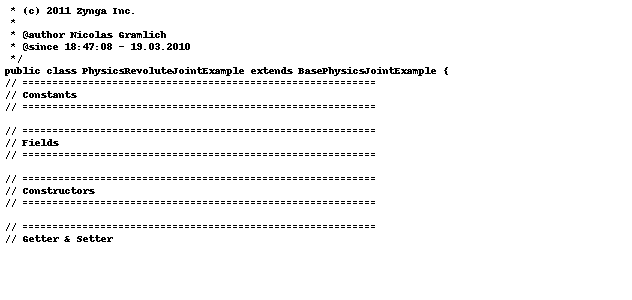 * (c) 2011 Zynga Inc.
 *
 * @author Nicolas Gramlich
 * @since 18:47:08 - 19.03.2010
 */
public class PhysicsRevoluteJointExample extends BasePhysicsJointExample {
// ===========================================================
// Constants
// ===========================================================

// ===========================================================
// Fields
// ===========================================================

// ===========================================================
// Constructors
// ===========================================================

// ===========================================================
// Getter & Setter